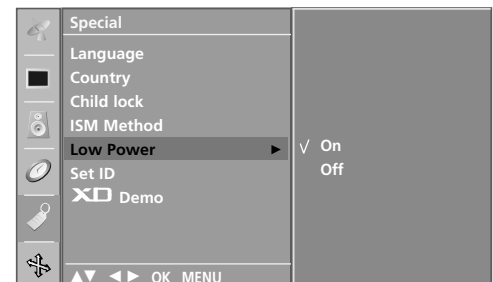 Special
Language
Country
Child lock
ISM Method
Low Power ►
√ On
Set ID
Off
XD Demo
▲▼ ◄► OK MENU